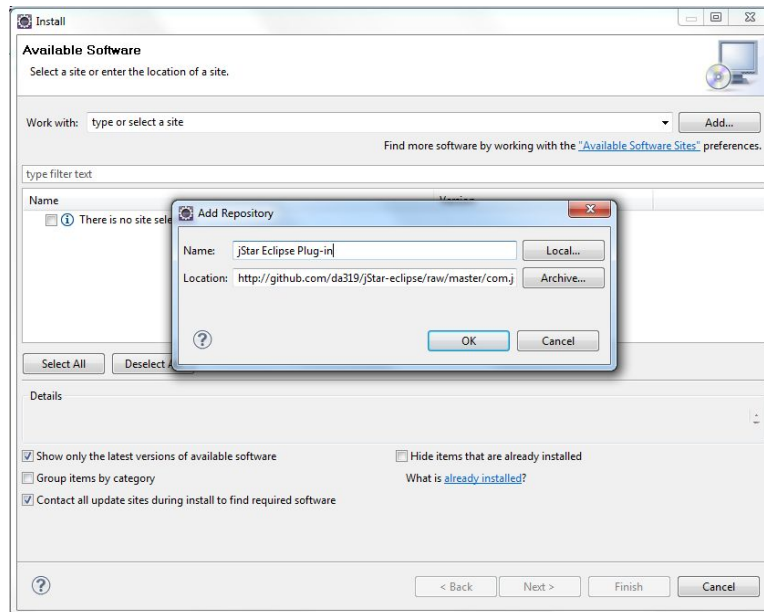 Install
Available Software
Select a site or enter the location of a site.
Work with: type or select a site Add...
Find more software by working with the "Available Software Sites" preferences.
type filter text
Name Version
There is no site sele
Add Repository
Name: jStar Eclipse Plug-in Local...
Location: http://github.com/da319/jStar-eclipse/raw/master/com.j Archive...
OK Cancel
Select All Deselect
Details
Show only the latest versions of available software Hide items that are already installed
Group items by category What is already installed?
Contact all update sites during install to find required software
< Back Next > Finish Cancel